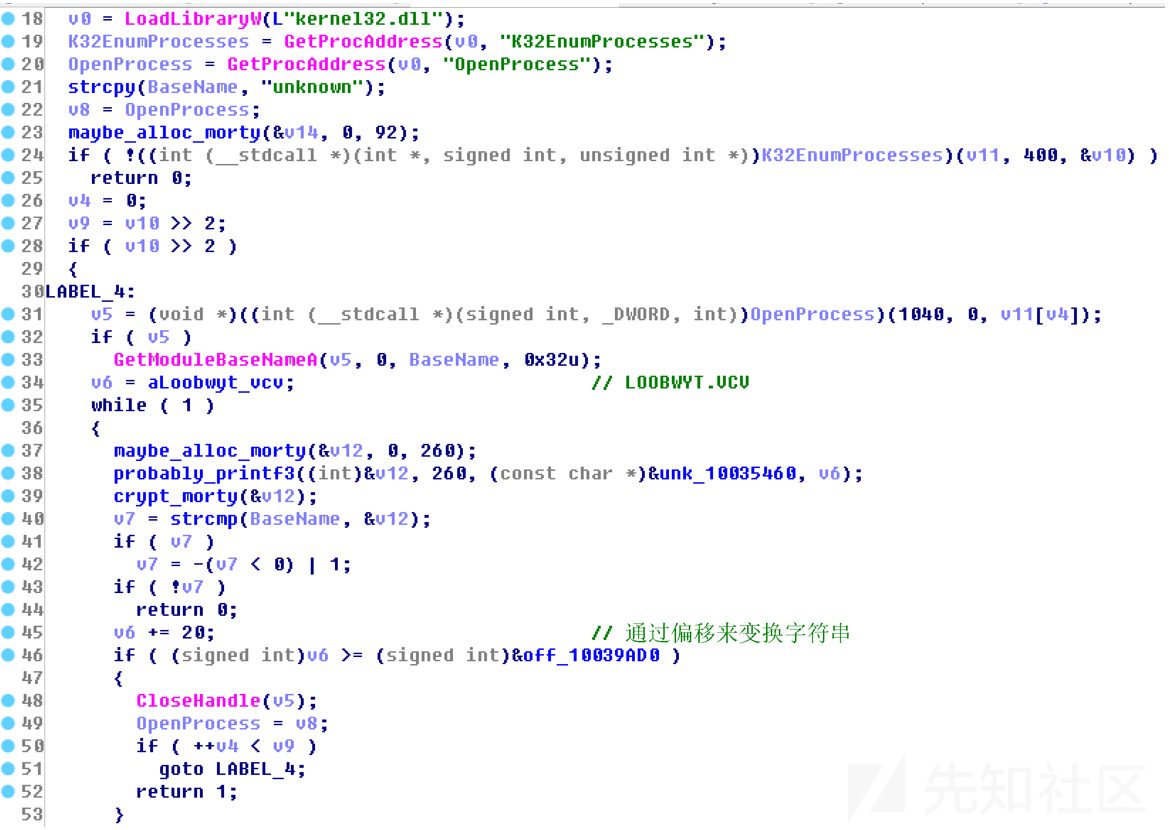 18 v0 = LoadLibraryW(L"kernel32.dll");
19 K32EnumProcesses = GetProcAddress(v0, "K32EnumProcesses");
20 OpenProcess = GetProcAddress(v0, "OpenProcess");
21 strcpy(BaseName, "unknown");
22 v8 = OpenProcess;
23 maybe_alloc_morty(&v14, 0, 92);
24 if ( !((int (__stdcall *)(int *, signed int, unsigned int *))K32EnumProcesses)(v11, 400, &v10) )
25 return 0;
26 v4 = 0;
27 v9 = v10 >> 2;
28 if ( v10 >> 2 )
29 {
30 LABEL_4:
31 v5 = (void *)((int (__stdcall *)(signed int, _DWORD, int))OpenProcess)(1040, 0, v11[v4]);
32 if ( v5 )
33 GetModuleBaseNameA(v5, 0, BaseName, 0x32u);
34 v6 = aLoobwyt_vcv; // LOOBWYT.VCV
35 while ( 1 )
36 {
37 maybe_alloc_morty(&v12, 0, 260);
38 probably_printf3((int)&v12, 260, (const char *)&unk_10035460, v6);
39 crypt_morty(&v12);
40 v7 = strcmp(BaseName, &v12);
41 if ( v7 )
42 v7 = -(v7 < 0) | 1;
43 if ( !v7 )
44 return 0;
45 v6 += 20; // 通过偏移来变换字符串
46 if ( (signed int)v6 >= (signed int)&off_10039AD0 )
47 {
48 CloseHandle(v5);
49 OpenProcess = v8;
50 if ( ++v4 < v9 )
51 goto LABEL_4;
52 return 1;
53 }
先知社区